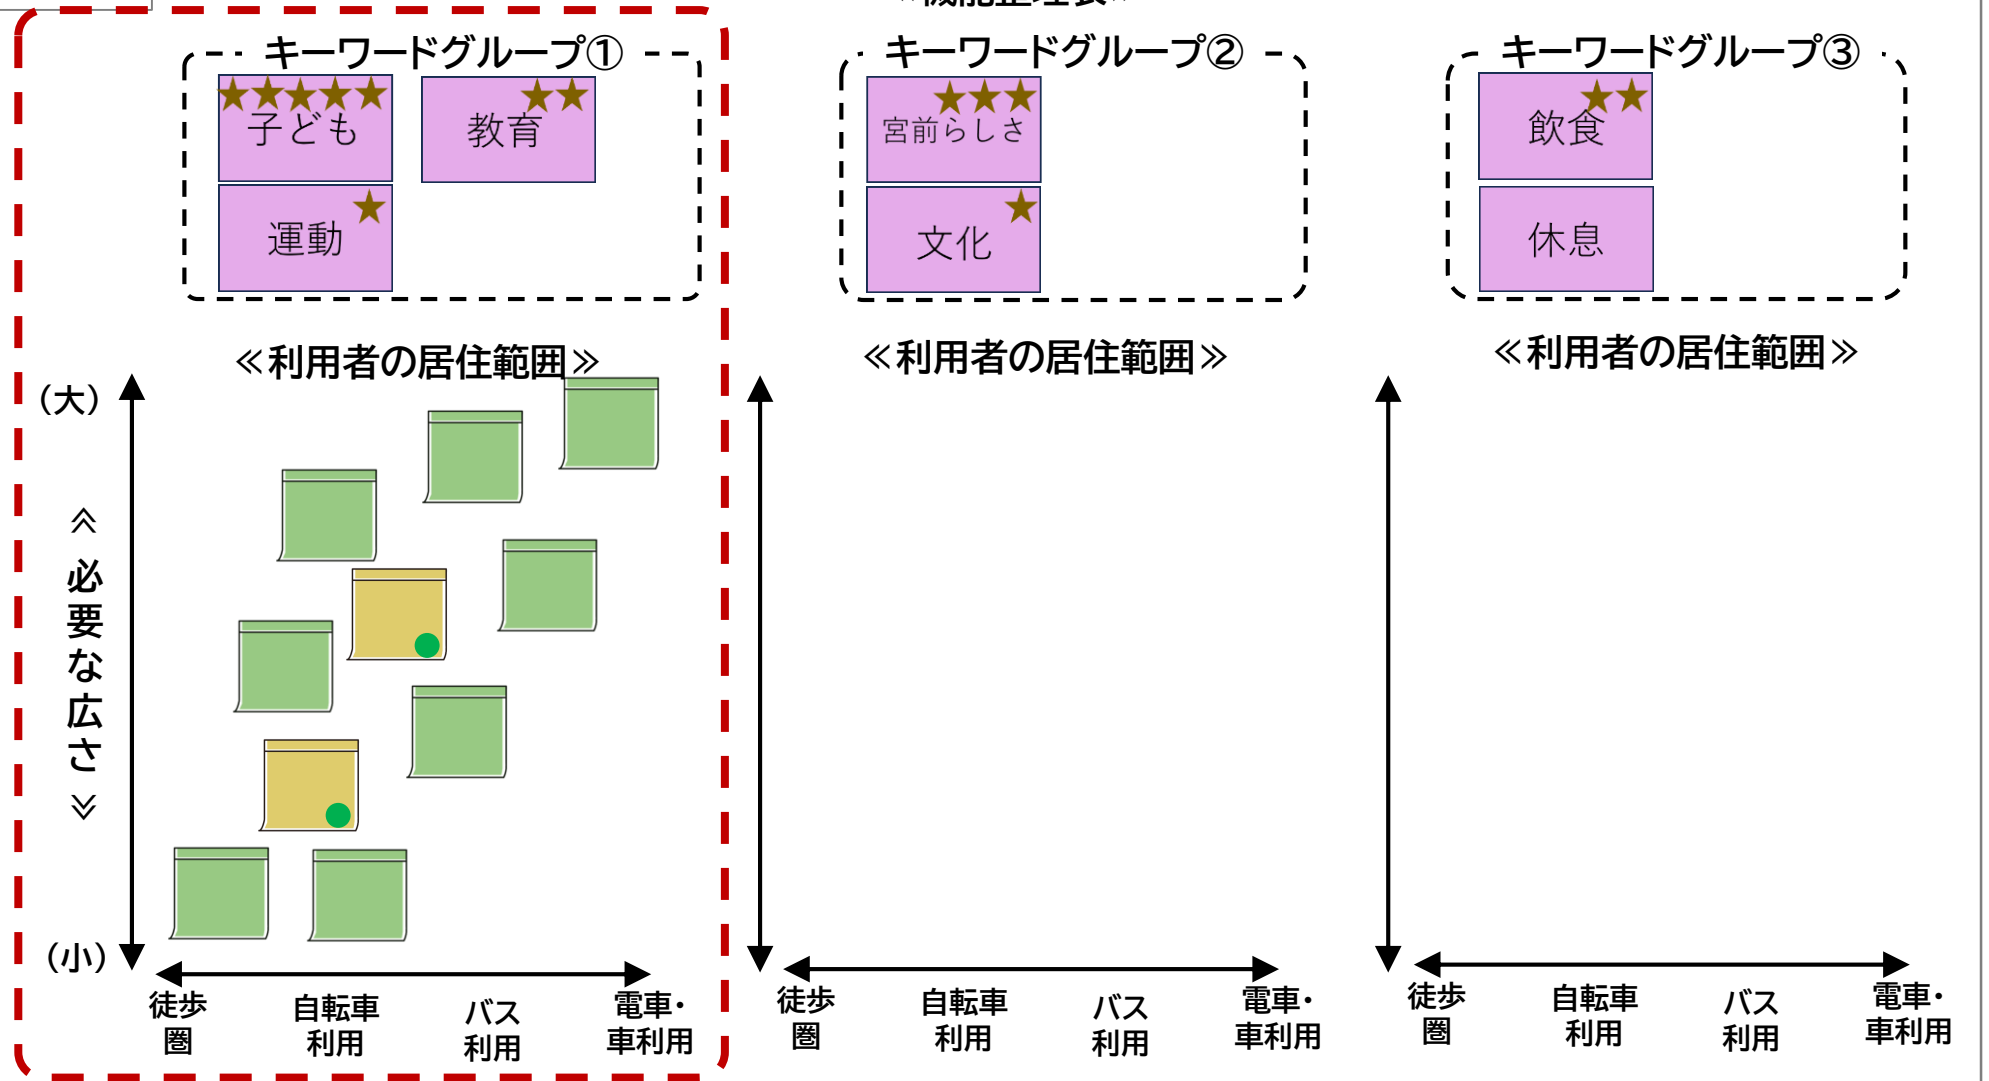 ≪機能整理表≫
キーワードグループ①
キーワードグループ②
キーワードグループ③
子ども
教育
運動
宮前らしさ
文化
飲食
休息
≪利用者の居住範囲≫
≪利用者の居住範囲≫
≪利用者の居住範囲≫
（大）
≪必要な広さ≫
（小）
徒歩
圏
自転車
利用
バス
利用
電車・
車利用
徒歩
圏
自転車
利用
バス
利用
電車・
車利用
徒歩
圏
自転車
利用
バス
利用
電車・
車利用